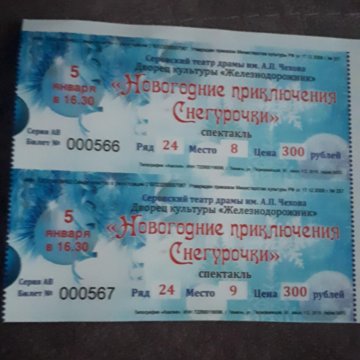 Серовский театр драмы им. А.П. Чехова
Дворец культуры «Железнодорожник»
5
января
в 16.30
«Новогодние приключения
Снегурочки»
спектакль
Серия АВ
Билет № 000566 Ряд 24 Место 8 Цена 300 рублей
Серовский театр драмы им. А.П. Чехова
Дворец культуры «Железнодорожник»
5
января
в 16.30
«Новогодние приключения
Снегурочки»
спектакль
Серия АВ
Билет № 000567 Ряд 24 Место 9 Цена 300 рублей